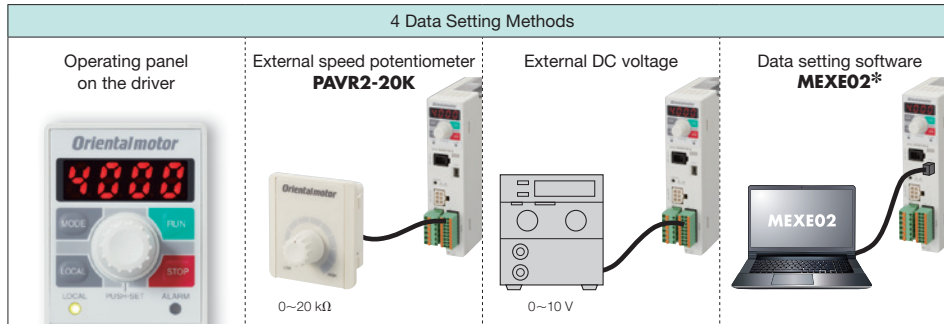 4 Data Setting Methods
Operating panel
on the driver
Orientalmotor
4000
MODE
RUN
LOCAL
STOP
LOCAL
PUSH-SET
ALARM
External speed potentiometer
PAVR2-20K
Orientalmotor
LOW
HIGH
0~20 kΩ
External DC voltage
0~10 V
Data setting software
MEXE02*
MEXE02